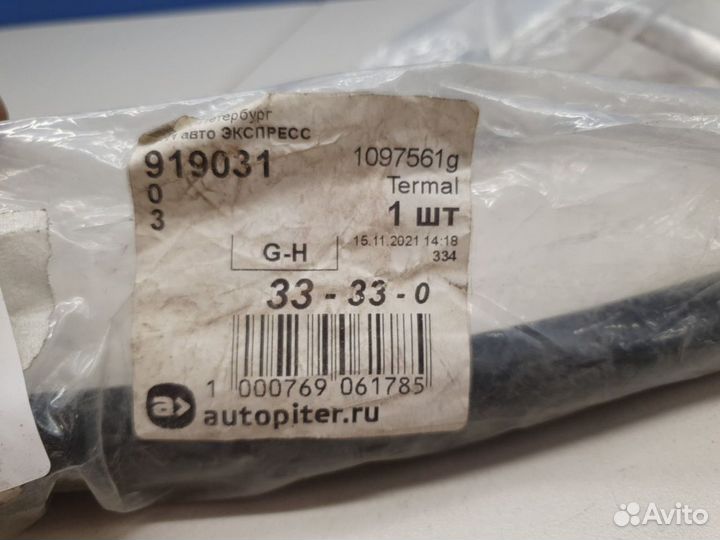 авто ЭКСПРЕСС
919031
1097561g
0
Termal
3
1 шт
15.11.2021 14:18
G-H
334
33 - 33 - 0
1 000769 061785
a>
autopiter.ru
Avito